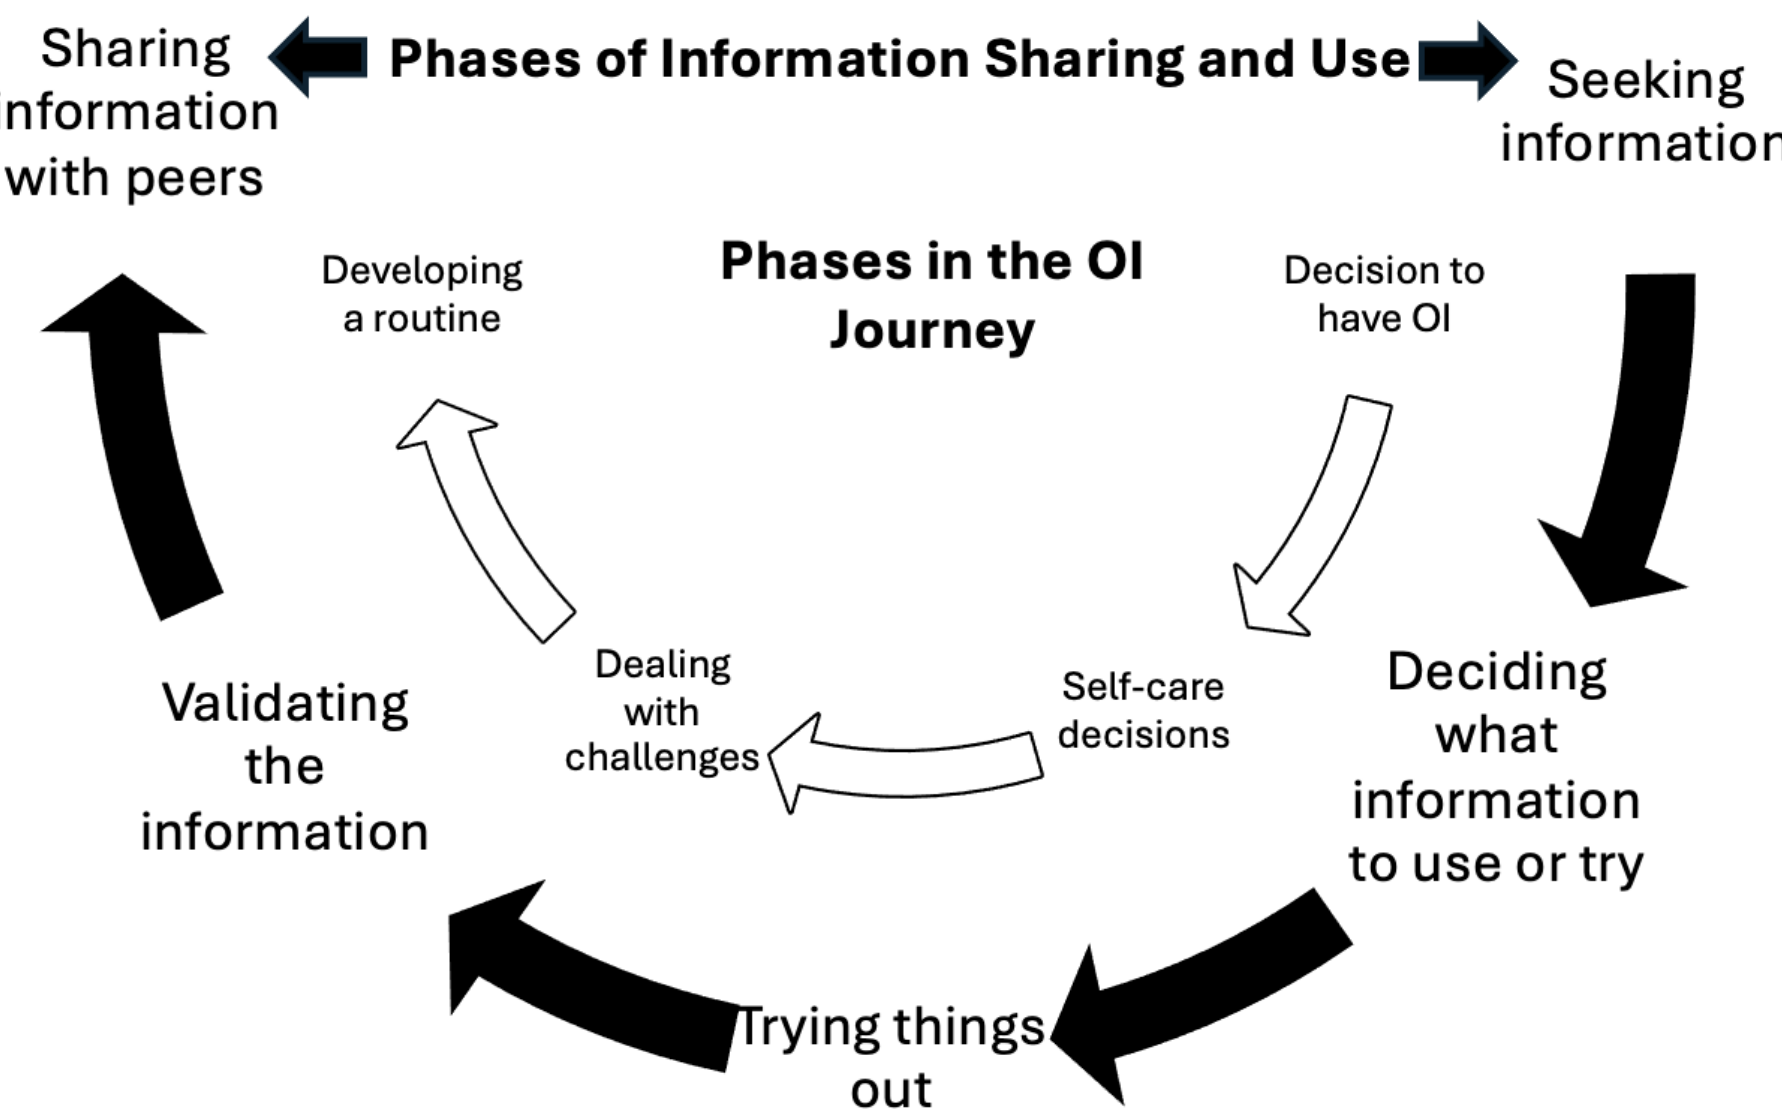 Sharing
information
with peers
Phases of Information Sharing and Use
Seeking
information
Phases in the OI
Journey
Developing
a routine
Decision to
have OI
Dealing
with
challenges
Self-care
decisions
Validating
the
information
Deciding
what
information
to use or try
Trying things
out